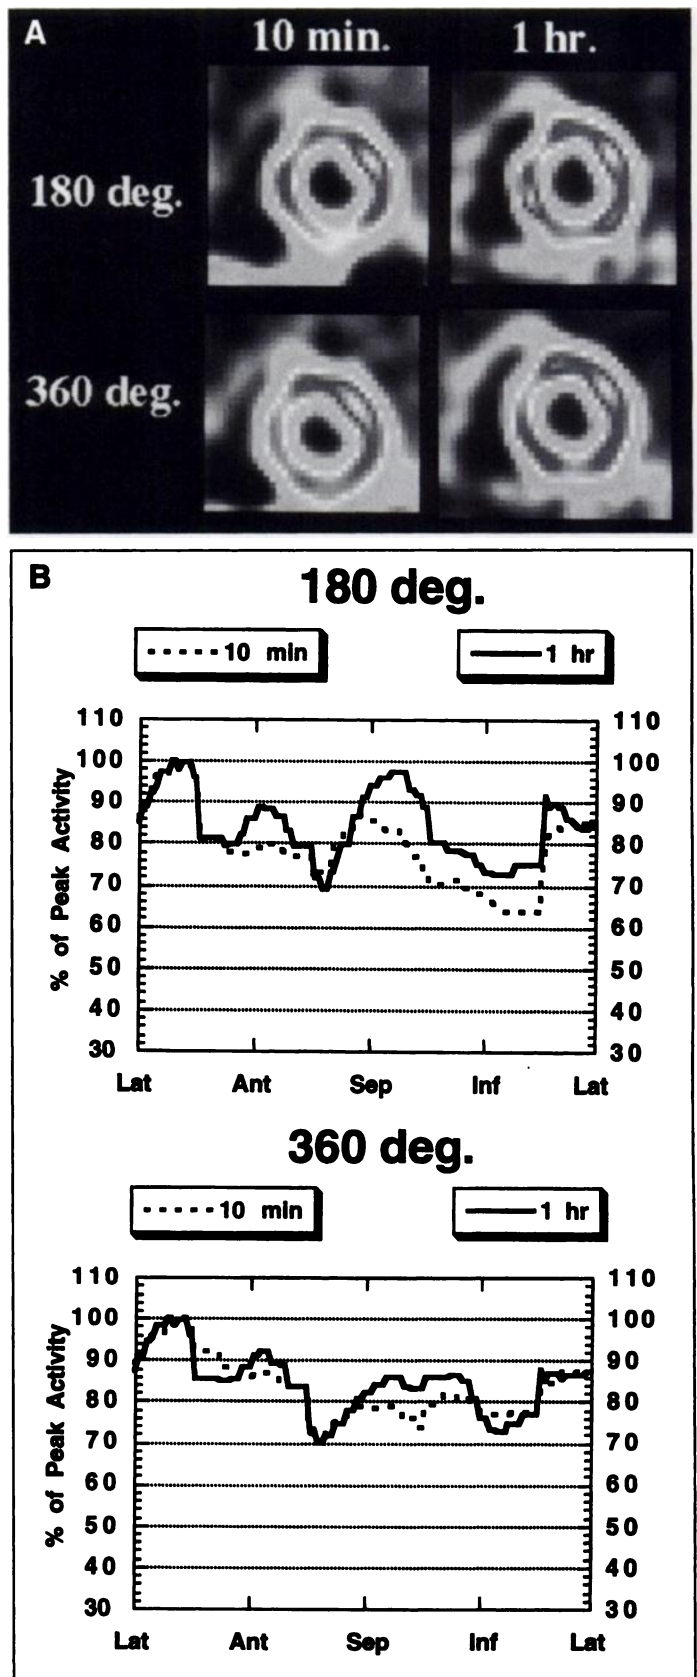 A
10 min. 1 hr.
180 deg.
360 deg.
B
180 deg.
10 min 1 hr
110 110
100 100
90 90
80 80
70 70
60 60
50 50
40 40
30 30
% of Peak Activity
Lat Ant Sep Inf Lat
360 deg.
10 min 1 hr
110 110
100 100
90 90
80 80
70 70
60 60
50 50
40 40
30 30
% of Peak Activity
Lat Ant Sep Inf Lat